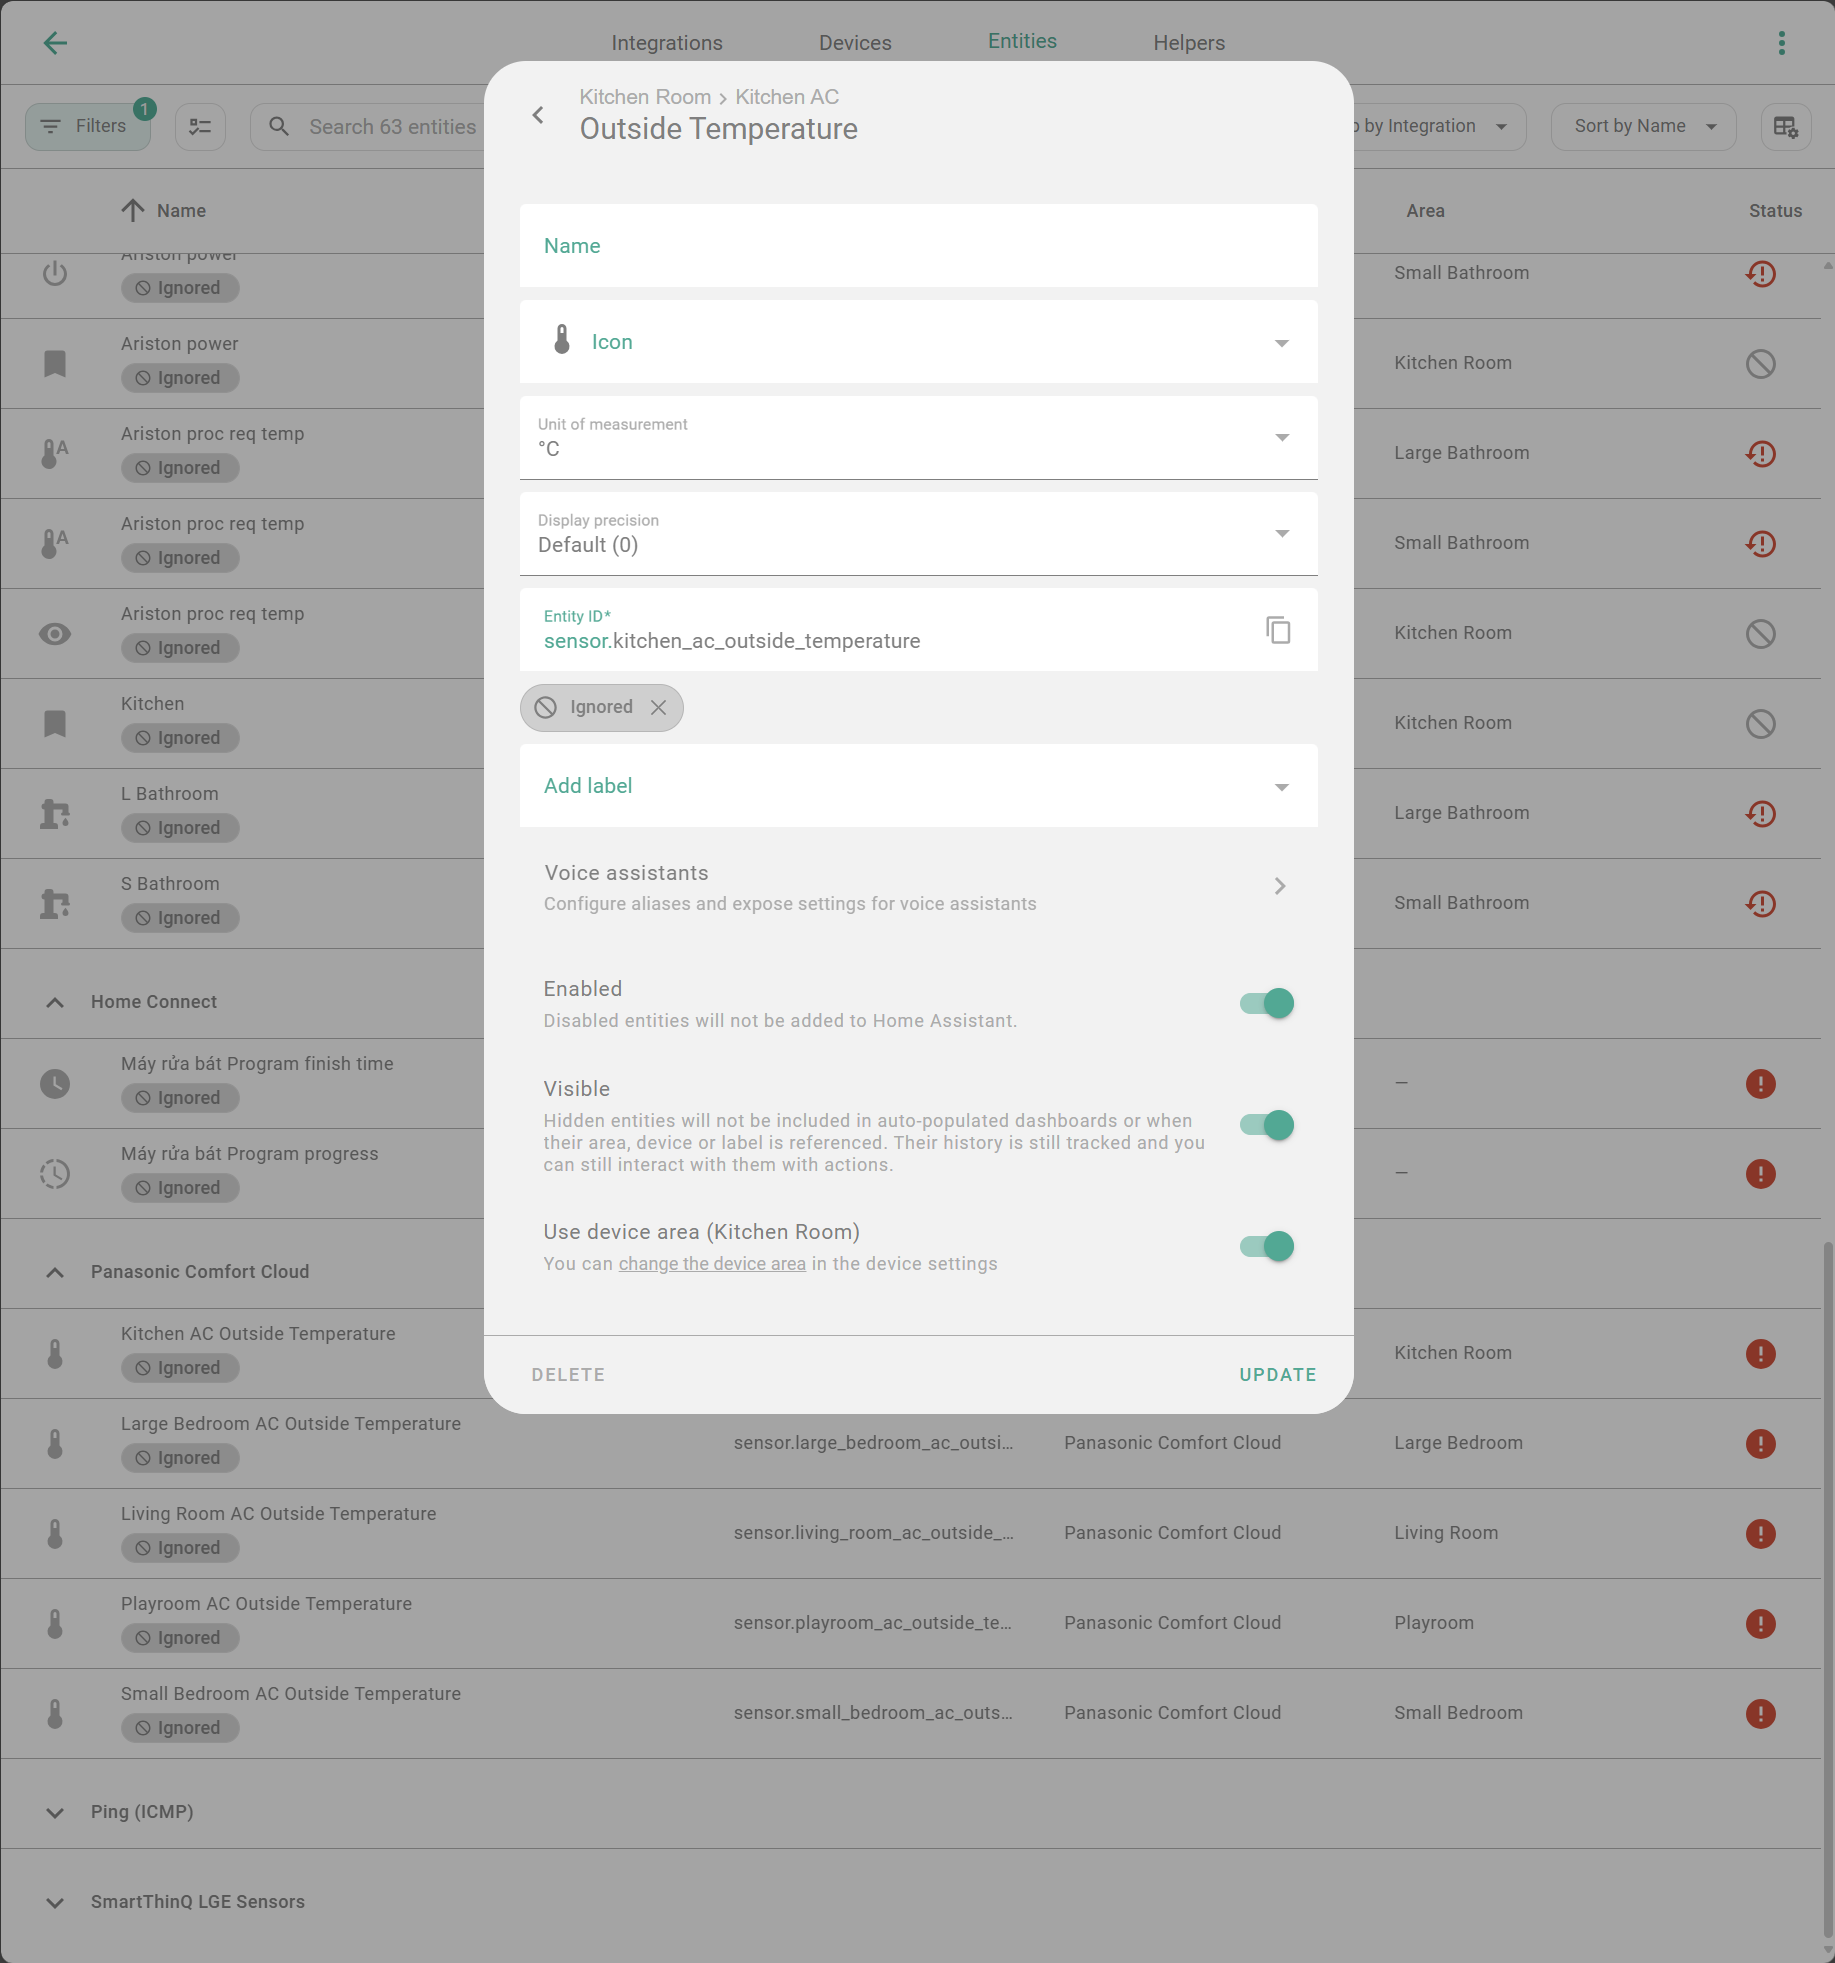 Integrations
Devices
Entities
Helpers
Filters
1
Search 63 entities
by Integration
Sort by Name
Name
Area
Status
Ariston power
Ignored
Small Bathroom
Ariston power
Ignored
Kitchen Room
Ariston proc req temp
Ignored
Large Bathroom
Ariston proc req temp
Ignored
Small Bathroom
Ariston proc req temp
Ignored
Kitchen Room
Kitchen
Ignored
Kitchen Room
L Bathroom
Ignored
Large Bathroom
S Bathroom
Ignored
Small Bathroom
Home Connect
Máy rửa bát Program finish time
Ignored
—
Máy rửa bát Program progress
Ignored
—
Panasonic Comfort Cloud
Kitchen AC Outside Temperature
Ignored
Kitchen Room
Large Bedroom AC Outside Temperature
Ignored
sensor.large_bedroom_ac_outsi...
Panasonic Comfort Cloud
Large Bedroom
Living Room AC Outside Temperature
Ignored
sensor.living_room_ac_outside_...
Panasonic Comfort Cloud
Living Room
Playroom AC Outside Temperature
Ignored
sensor.playroom_ac_outside_te...
Panasonic Comfort Cloud
Playroom
Small Bedroom AC Outside Temperature
Ignored
sensor.small_bedroom_ac_outs...
Panasonic Comfort Cloud
Small Bedroom
Ping (ICMP)
SmartThinQ LGE Sensors
Kitchen Room > Kitchen AC
Outside Temperature
Name
Icon
Unit of measurement
°C
Display precision
Default (0)
Entity ID*
sensor.kitchen_ac_outside_temperature
Ignored
Add label
Voice assistants
Configure aliases and expose settings for voice assistants
Enabled
Disabled entities will not be added to Home Assistant.
Visible
Hidden entities will not be included in auto-populated dashboards or when
their area, device or label is referenced. Their history is still tracked and you
can still interact with them with actions.
Use device area (Kitchen Room)
You can change the device area in the device settings
DELETE
UPDATE